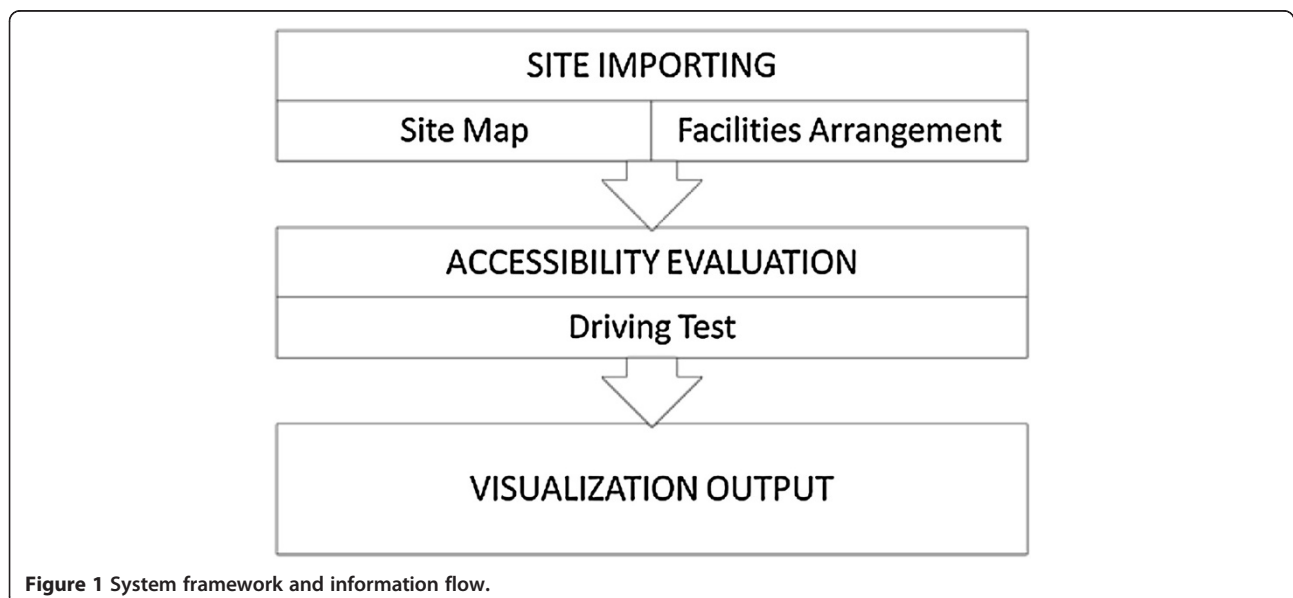 SITE IMPORTING
Site Map
Facilities Arrangement
ACCESSIBILITY EVALUATION
Driving Test
VISUALIZATION OUTPUT
Figure 1 System framework and information flow.